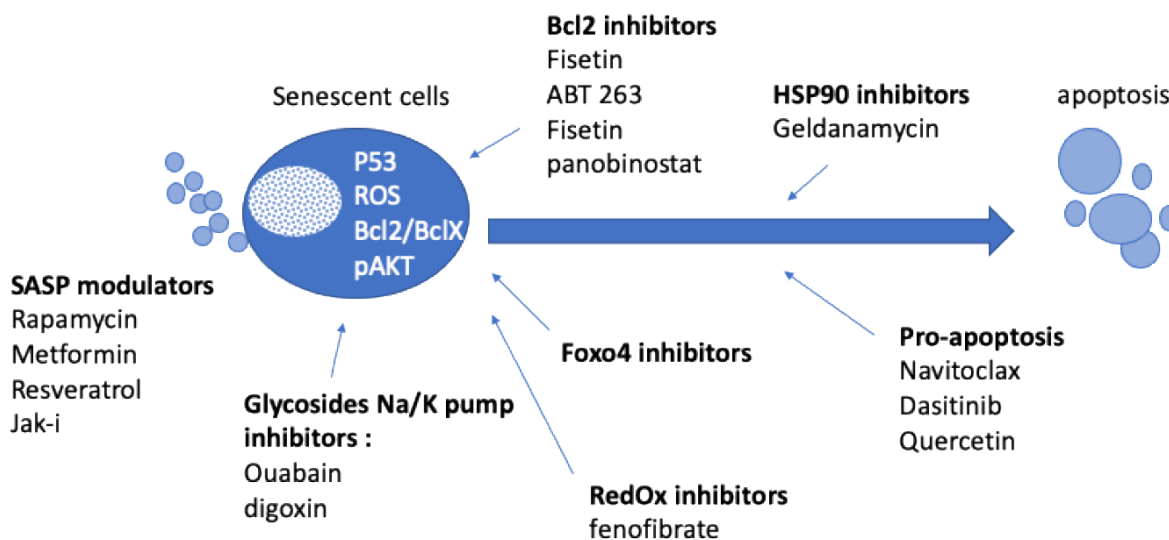 Senescent cells
P53
ROS
Bcl2/BclX
pAKT
Bcl2 inhibitors
Fisetin
ABT 263
Fisetin
panobinostat
HSP90 inhibitors
Geldanamycin
apoptosis
SASP modulators
Rapamycin
Metformin
Resveratrol
Jak-i
Glycosides Na/K pump
inhibitors :
Ouabain
digoxin
Foxo4 inhibitors
RedOx inhibitors
fenofibrate
Pro-apoptosis
Navitoclax
Dasitinib
Quercetin